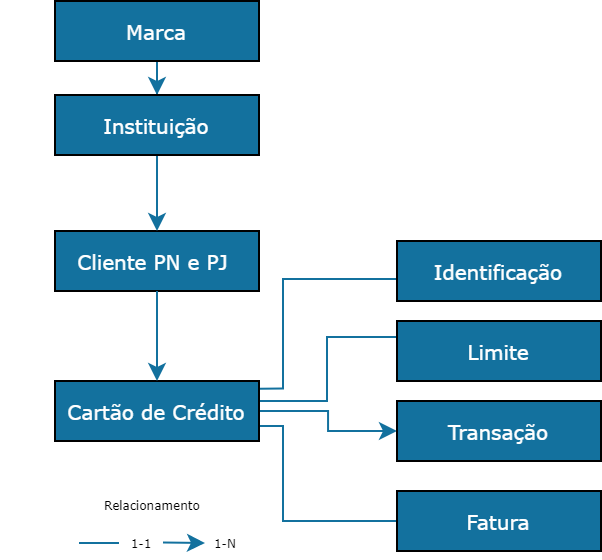 Marca
Instituição
Cliente PN e PJ
Identificação
Limite
Cartão de Crédito
Transação
Fatura
Relacionamento
1-1
1-N